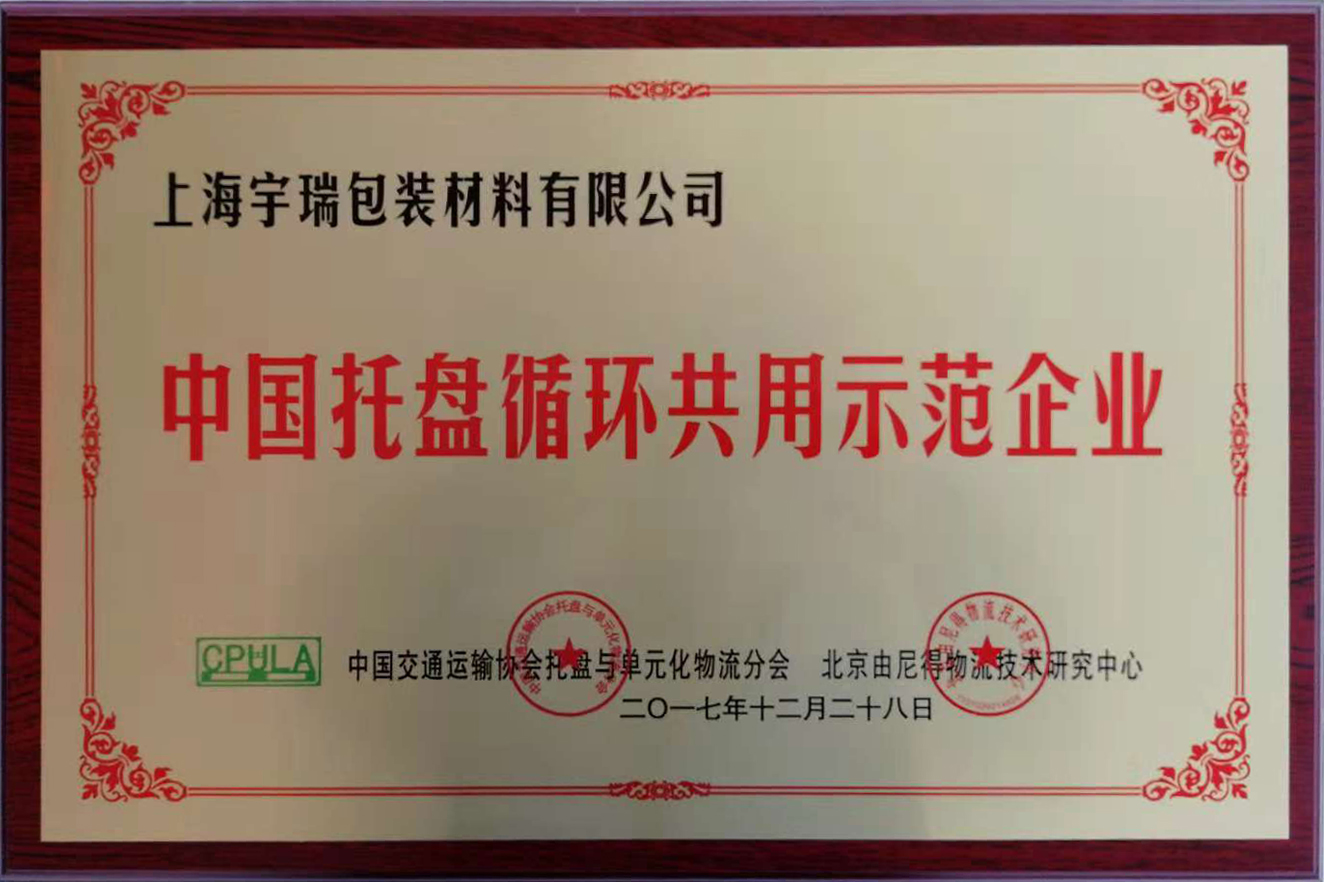 上海宇瑞包装材料有限公司
中国托盘循环共用示范企业
CPULA 中国交通运输协会托盘与单元化物流分会 北京由尼得物流技术研究中心
二〇一七年十二月二十八日